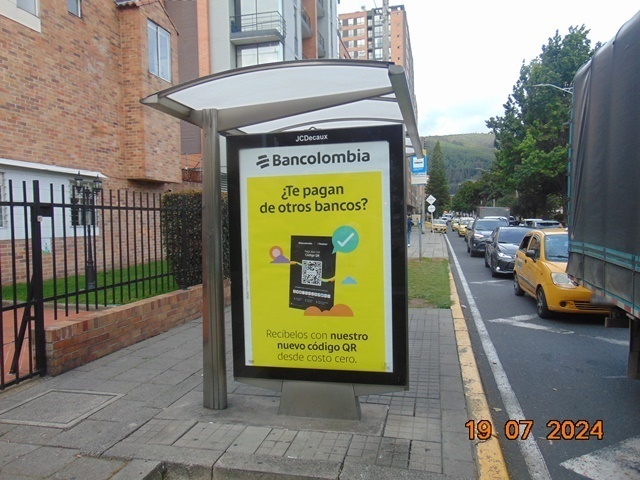 JCDecaux
Bancolombia
¿Te pagan
de otros bancos?
Recíbelos con nuestro
nuevo código QR
desde costo cero.
19 07 2024